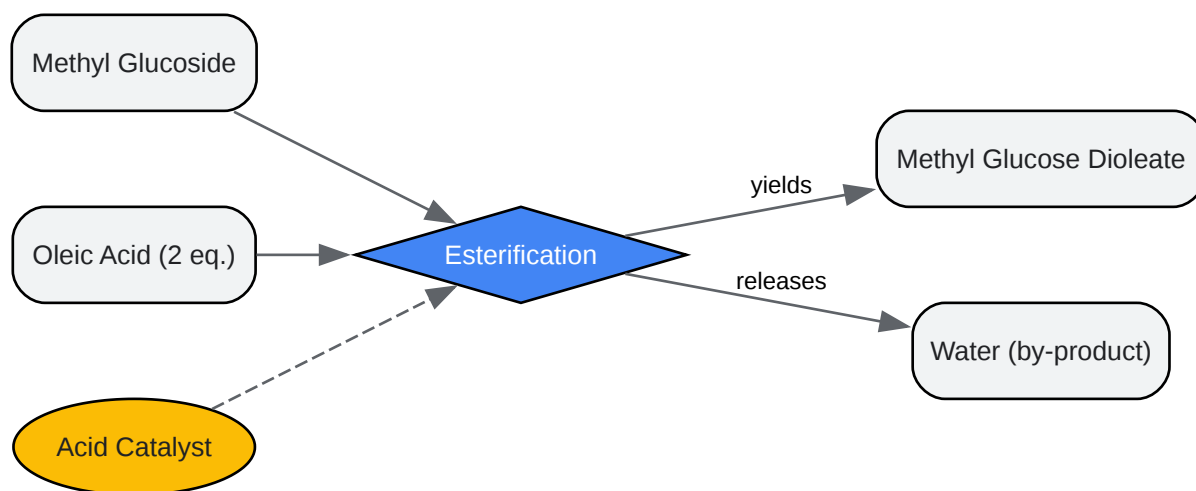 Methyl Glucoside
Oleic Acid (2 eq.)
Acid Catalyst
Esterification
yields
releases
Methyl Glucose Dioleate
Water (by-product)